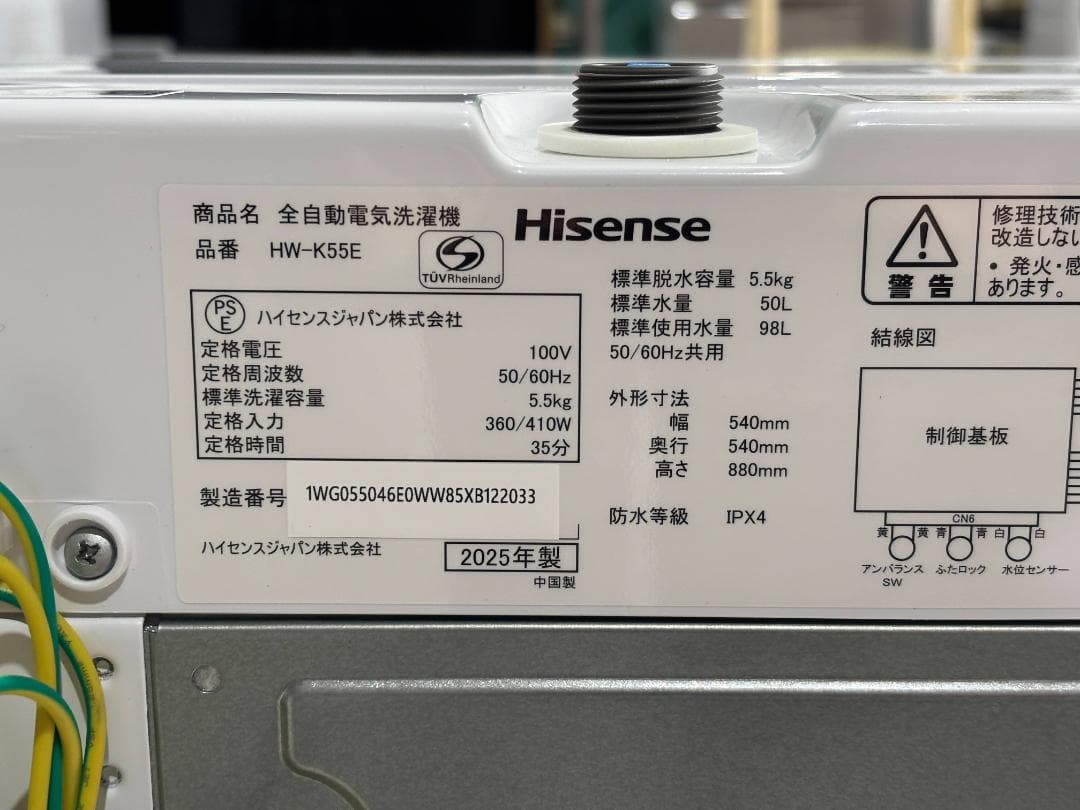 商品名 全自動電気洗濯機
品番 HW-K55E
TÜVRheinland
Hisense
PS
E
ハイセンスジャパン株式会社
定格電圧 100V
定格周波数 50/60Hz
標準洗濯容量 5.5kg
定格入力 360/410W
定格時間 35分
製造番号 1WG055046E0WW85XB122033
ハイセンスジャパン株式会社
2025年製
中国製
標準脱水容量 5.5kg
標準水量 50L
標準使用水量 98L
50/60Hz共用
外形寸法
幅 540mm
奥行 540mm
高さ 880mm
防水等級 IPX4
警告
修理技術
改造しない
・発火・感
あります。
結線図
制御基板
CN6
黄 黄 青 青 白 白
アンバランス ふたロック 水位センサー
SW